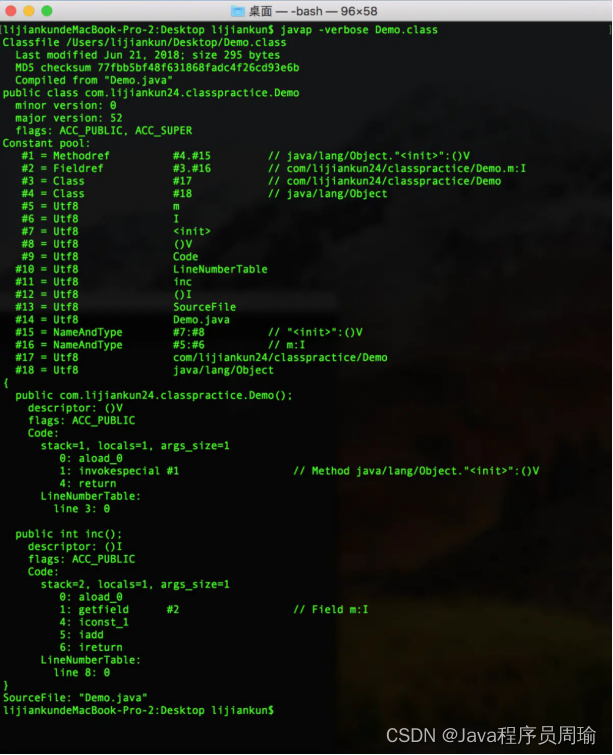 桌面 — -bash — 96×58
[lijiankundeMacBook-Pro-2:Desktop lijiankun$ javap -verbose Demo.class ]
Classfile /Users/lijiankun/Desktop/Demo.class
  Last modified Jun 21, 2018; size 295 bytes
  MD5 checksum 77fbb5bf48f631868fadc4f26cd93e6b
  Compiled from "Demo.java"
public class com.lijiankun24.classpractice.Demo
  minor version: 0
  major version: 52
  flags: ACC_PUBLIC, ACC_SUPER
Constant pool:
   #1 = Methodref          #4.#15         // java/lang/Object."<init>":()V
   #2 = Fieldref           #3.#16         // com/lijiankun24/classpractice/Demo.m:I
   #3 = Class              #17            // com/lijiankun24/classpractice/Demo
   #4 = Class              #18            // java/lang/Object
   #5 = Utf8               m
   #6 = Utf8               I
   #7 = Utf8               <init>
   #8 = Utf8               ()V
   #9 = Utf8               Code
  #10 = Utf8               LineNumberTable
  #11 = Utf8               inc
  #12 = Utf8               ()I
  #13 = Utf8               SourceFile
  #14 = Utf8               Demo.java
  #15 = NameAndType        #7:#8          // "<init>":()V
  #16 = NameAndType        #5:#6          // m:I
  #17 = Utf8               com/lijiankun24/classpractice/Demo
  #18 = Utf8               java/lang/Object
{
  public com.lijiankun24.classpractice.Demo();
    descriptor: ()V
    flags: ACC_PUBLIC
    Code:
      stack=1, locals=1, args_size=1
         0: aload_0
         1: invokespecial #1                  // Method java/lang/Object."<init>":()V
         4: return
      LineNumberTable:
        line 3: 0

  public int inc();
    descriptor: ()I
    flags: ACC_PUBLIC
    Code:
      stack=2, locals=1, args_size=1
         0: aload_0
         1: getfield      #2                  // Field m:I
         4: iconst_1
         5: iadd
         6: ireturn
      LineNumberTable:
        line 8: 0
}
SourceFile: "Demo.java"
lijiankundeMacBook-Pro-2:Desktop lijiankun$
CSDN @Java程序员周瑜